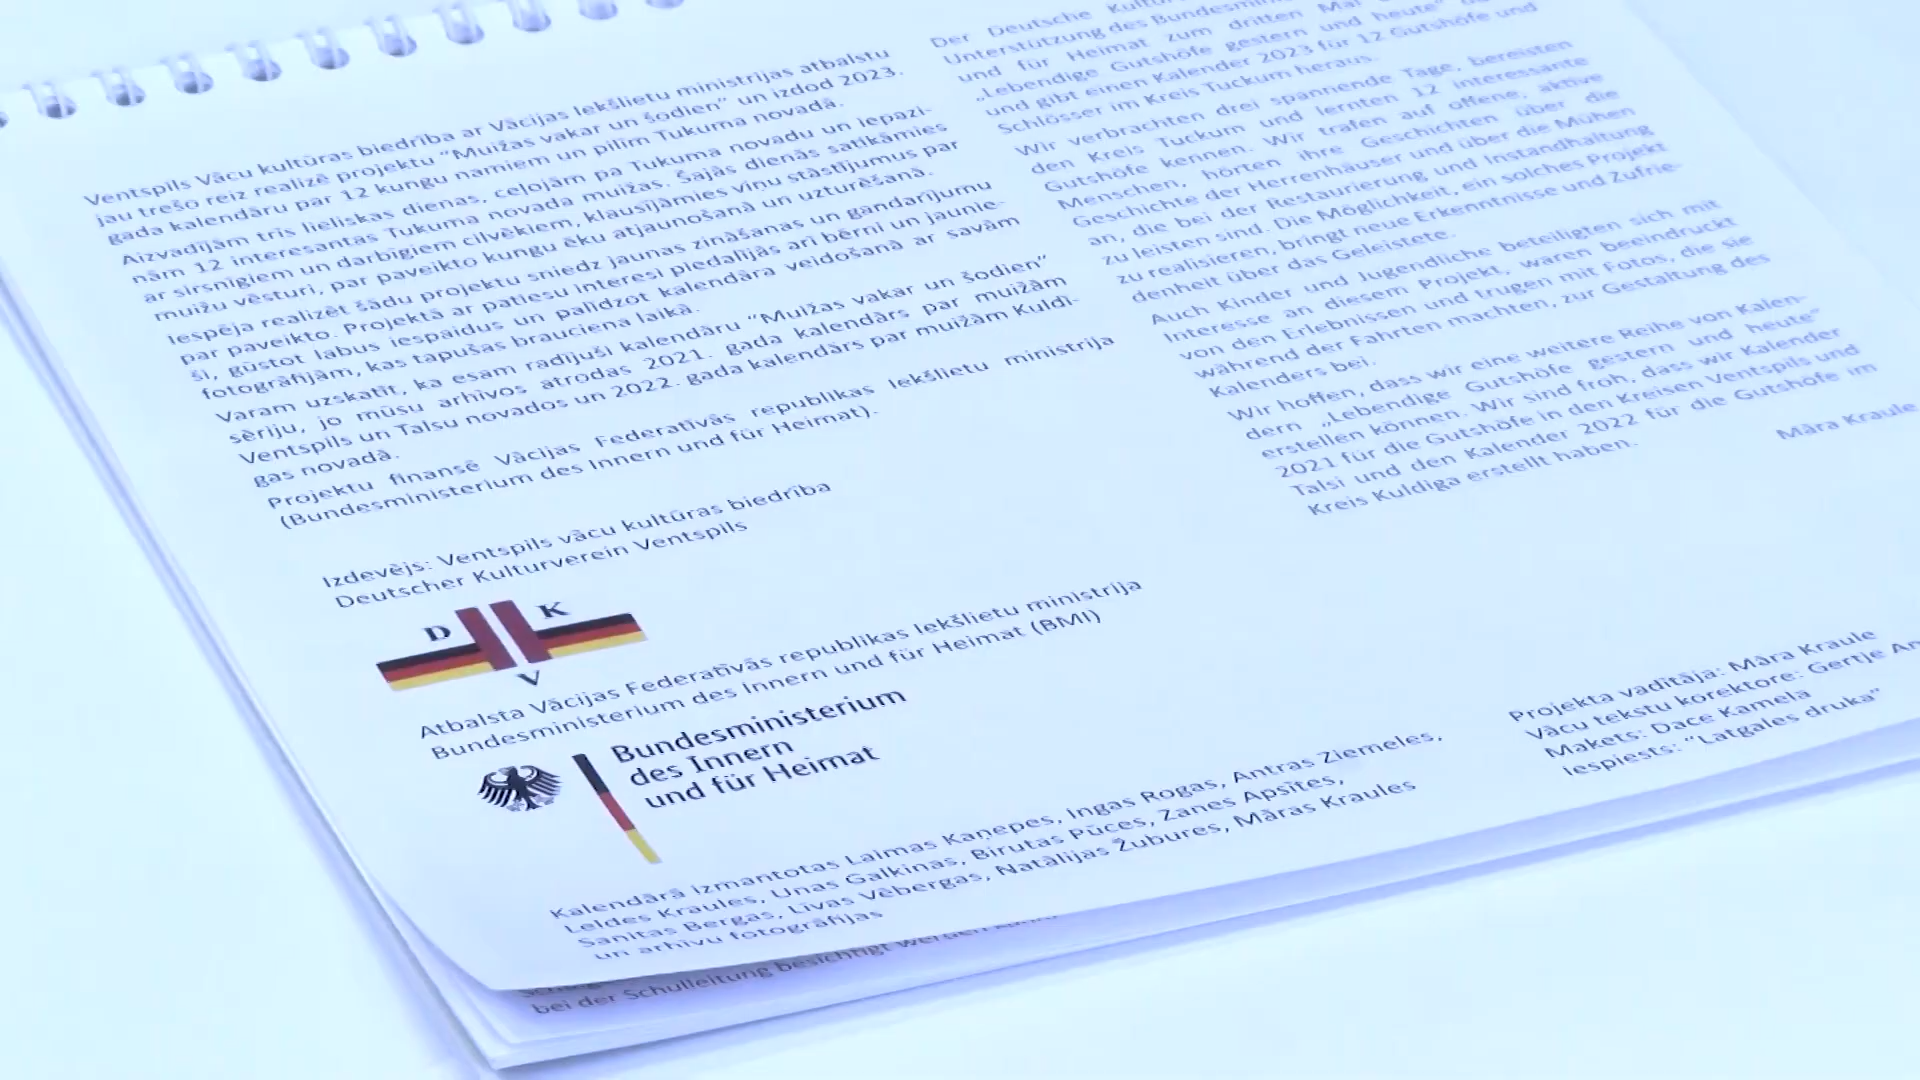 Ventspils Vācu kultūras biedrība ar Vācijas Iekšlietu ministrijas atbalstu
jau trešo reiz realizē projektu “Muižas vakar un šodien” un izdod 2023.
gada kalendāru par 12 kungu namiem un pilīm Tukuma novadā.
Aizvadījām trīs lieliskas dienas, ceļojām pa Tukuma novadu un iepazi-
nām 12 interesantas Tukuma novada muižas. Šajās dienās satikāmies
ar sirsnīgiem un darbīgiem cilvēkiem, klausījāmies viņu stāstījumus par
muižu vēsturi, par paveikto kungu ēku atjaunošanā un uzturēšanā.
Iespēja realizēt šādu projektu sniedz jaunas zināšanas un gandarījumu
par paveikto. Projektā ar patiesu interesi piedalījās arī bērni un jaunie-
ši, gūstot labus iespaidus un palīdzot kalendāra veidošanā ar savām
fotogrāfijām, kas tapušas brauciena laikā.
Varam uzskatīt, ka esam radījuši kalendāru “Muižas vakar un šodien”
sēriju, jo mūsu arhīvos atrodas 2021. gada kalendārs par muižām
Ventspils un Talsu novados un 2022. gada kalendārs par muižām Kuldī-
gas novadā.
Projektu finansē Vācijas Federatīvās republikas Iekšlietu ministrija
(Bundesministerium des Innern und für Heimat).
Izdevējs: Ventspils vācu kultūras biedrība
Deutscher Kulturverein Ventspils
D K
V
Atbalsta Vācijas Federatīvās republikas Iekšlietu ministrija
Bundesministerium des Innern und für Heimat (BMI)
Bundesministerium
des Innern
und für Heimat
Kalendārā izmantotas Laimas Kaņepes, Ingas Rogas, Antras Ziemeles,
Leldes Kraules, Unas Galkinas, Birutas Pūces, Zanes Apsītes,
Sanitas Bergas, Līvas Vēbergas, Natālijas Žubures, Māras Kraules
un arhīvu fotogrāfijas
Der Deutsche
Unterstützung des
und für Heimat zum dritten Mal
„Lebendige Gutshöfe gestern und heute“
und gibt einen Kalender 2023 für 12 Gutshöfe und
Schlösser im Kreis Tuckum heraus.
Wir verbrachten drei spannende Tage, bereisten
den Kreis Tuckum und lernten 12 interessante
Gutshöfe kennen. Wir trafen auf offene, aktive
Menschen, hörten ihre Geschichten über die
Geschichte der Herrenhäuser und über die Mühen
an, die bei der Restaurierung und Instandhaltung
zu leisten sind. Die Möglichkeit, ein solches Projekt
zu realisieren, bringt neue Erkenntnisse und Zufrie-
denheit über das Geleistete.
Auch Kinder und Jugendliche beteiligten sich mit
Interesse an diesem Projekt, waren beeindruckt
von den Erlebnissen und trugen mit Fotos, die sie
während der Fahrten machten, zur Gestaltung des
Kalenders bei.
Wir hoffen, dass wir eine weitere Reihe von Kalen-
dern „Lebendige Gutshöfe gestern und heute“
erstellen können. Wir sind froh, dass wir Kalender
2021 für die Gutshöfe in den Kreisen Ventspils und
Talsi und den Kalender 2022 für die Gutshöfe im
Kreis Kuldiga erstellt haben.
Māra Kraule
Projekta vadītāja: Māra Kraule
Vācu tekstu korektore: Gertje
Makets: Dace Kamela
Iespiests: “Latgales druka”
besichtigt werden
bei der Schulleitung